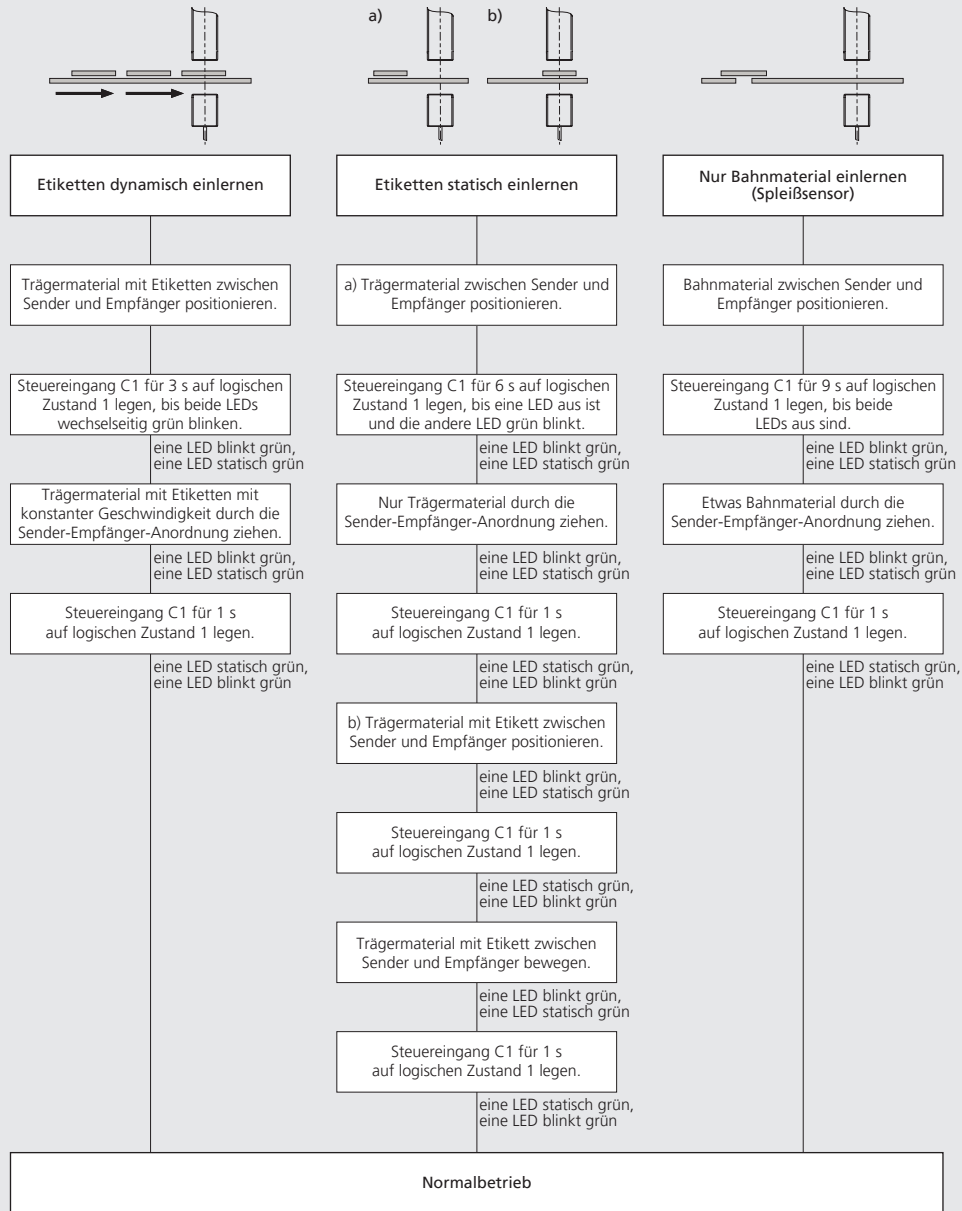 a)
b)
Etiketten dynamisch einlernen
Trägermaterial mit Etiketten zwischen
Sender und Empfänger positionieren.
Steuereingang C1 für 3 s auf logischen
Zustand 1 legen, bis beide LEDs
wechselseitig grün blinken.
eine LED blinkt grün,
eine LED statisch grün
Trägermaterial mit Etiketten mit
konstanter Geschwindigkeit durch die
Sender-Empfänger-Anordnung ziehen.
eine LED blinkt grün,
eine LED statisch grün
Steuereingang C1 für 1 s
auf logischen Zustand 1 legen.
eine LED statisch grün,
eine LED blinkt grün
Etiketten statisch einlernen
a) Trägermaterial zwischen Sender und
Empfänger positionieren.
Steuereingang C1 für 6 s auf logischen
Zustand 1 legen, bis eine LED aus ist
und die andere LED grün blinkt.
eine LED blinkt grün,
eine LED statisch grün
Nur Trägermaterial durch die
Sender-Empfänger-Anordnung ziehen.
eine LED blinkt grün,
eine LED statisch grün
Steuereingang C1 für 1 s
auf logischen Zustand 1 legen.
eine LED statisch grün,
eine LED blinkt grün
b) Trägermaterial mit Etikett zwischen
Sender und Empfänger positionieren.
eine LED blinkt grün,
eine LED statisch grün
Steuereingang C1 für 1 s
auf logischen Zustand 1 legen.
eine LED statisch grün,
eine LED blinkt grün
Trägermaterial mit Etikett zwischen
Sender und Empfänger bewegen.
eine LED blinkt grün,
eine LED statisch grün
Steuereingang C1 für 1 s
auf logischen Zustand 1 legen.
eine LED statisch grün,
eine LED blinkt grün
Nur Bahnmaterial einlernen
(Spleißsensor)
Bahnmaterial zwischen Sender und
Empfänger positionieren.
Steuereingang C1 für 9 s auf logischen
Zustand 1 legen, bis beide
LEDs aus sind.
eine LED blinkt grün,
eine LED statisch grün
Etwas Bahnmaterial durch die
Sender-Empfänger-Anordnung ziehen.
eine LED blinkt grün,
eine LED statisch grün
Steuereingang C1 für 1 s
auf logischen Zustand 1 legen.
eine LED statisch grün,
eine LED blinkt grün
Normalbetrieb